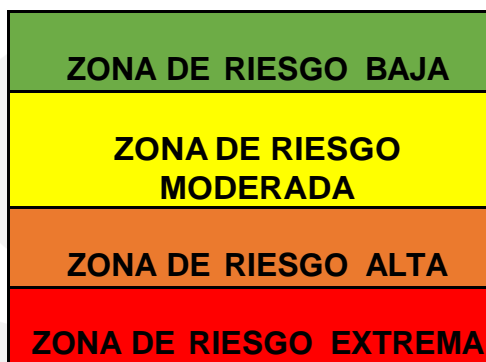 ZONA DE RIESGO BAJA
ZONA DE RIESGO
MODERADA
ZONA DE RIESGO ALTA
ZONA DE RIESGO EXTREMA